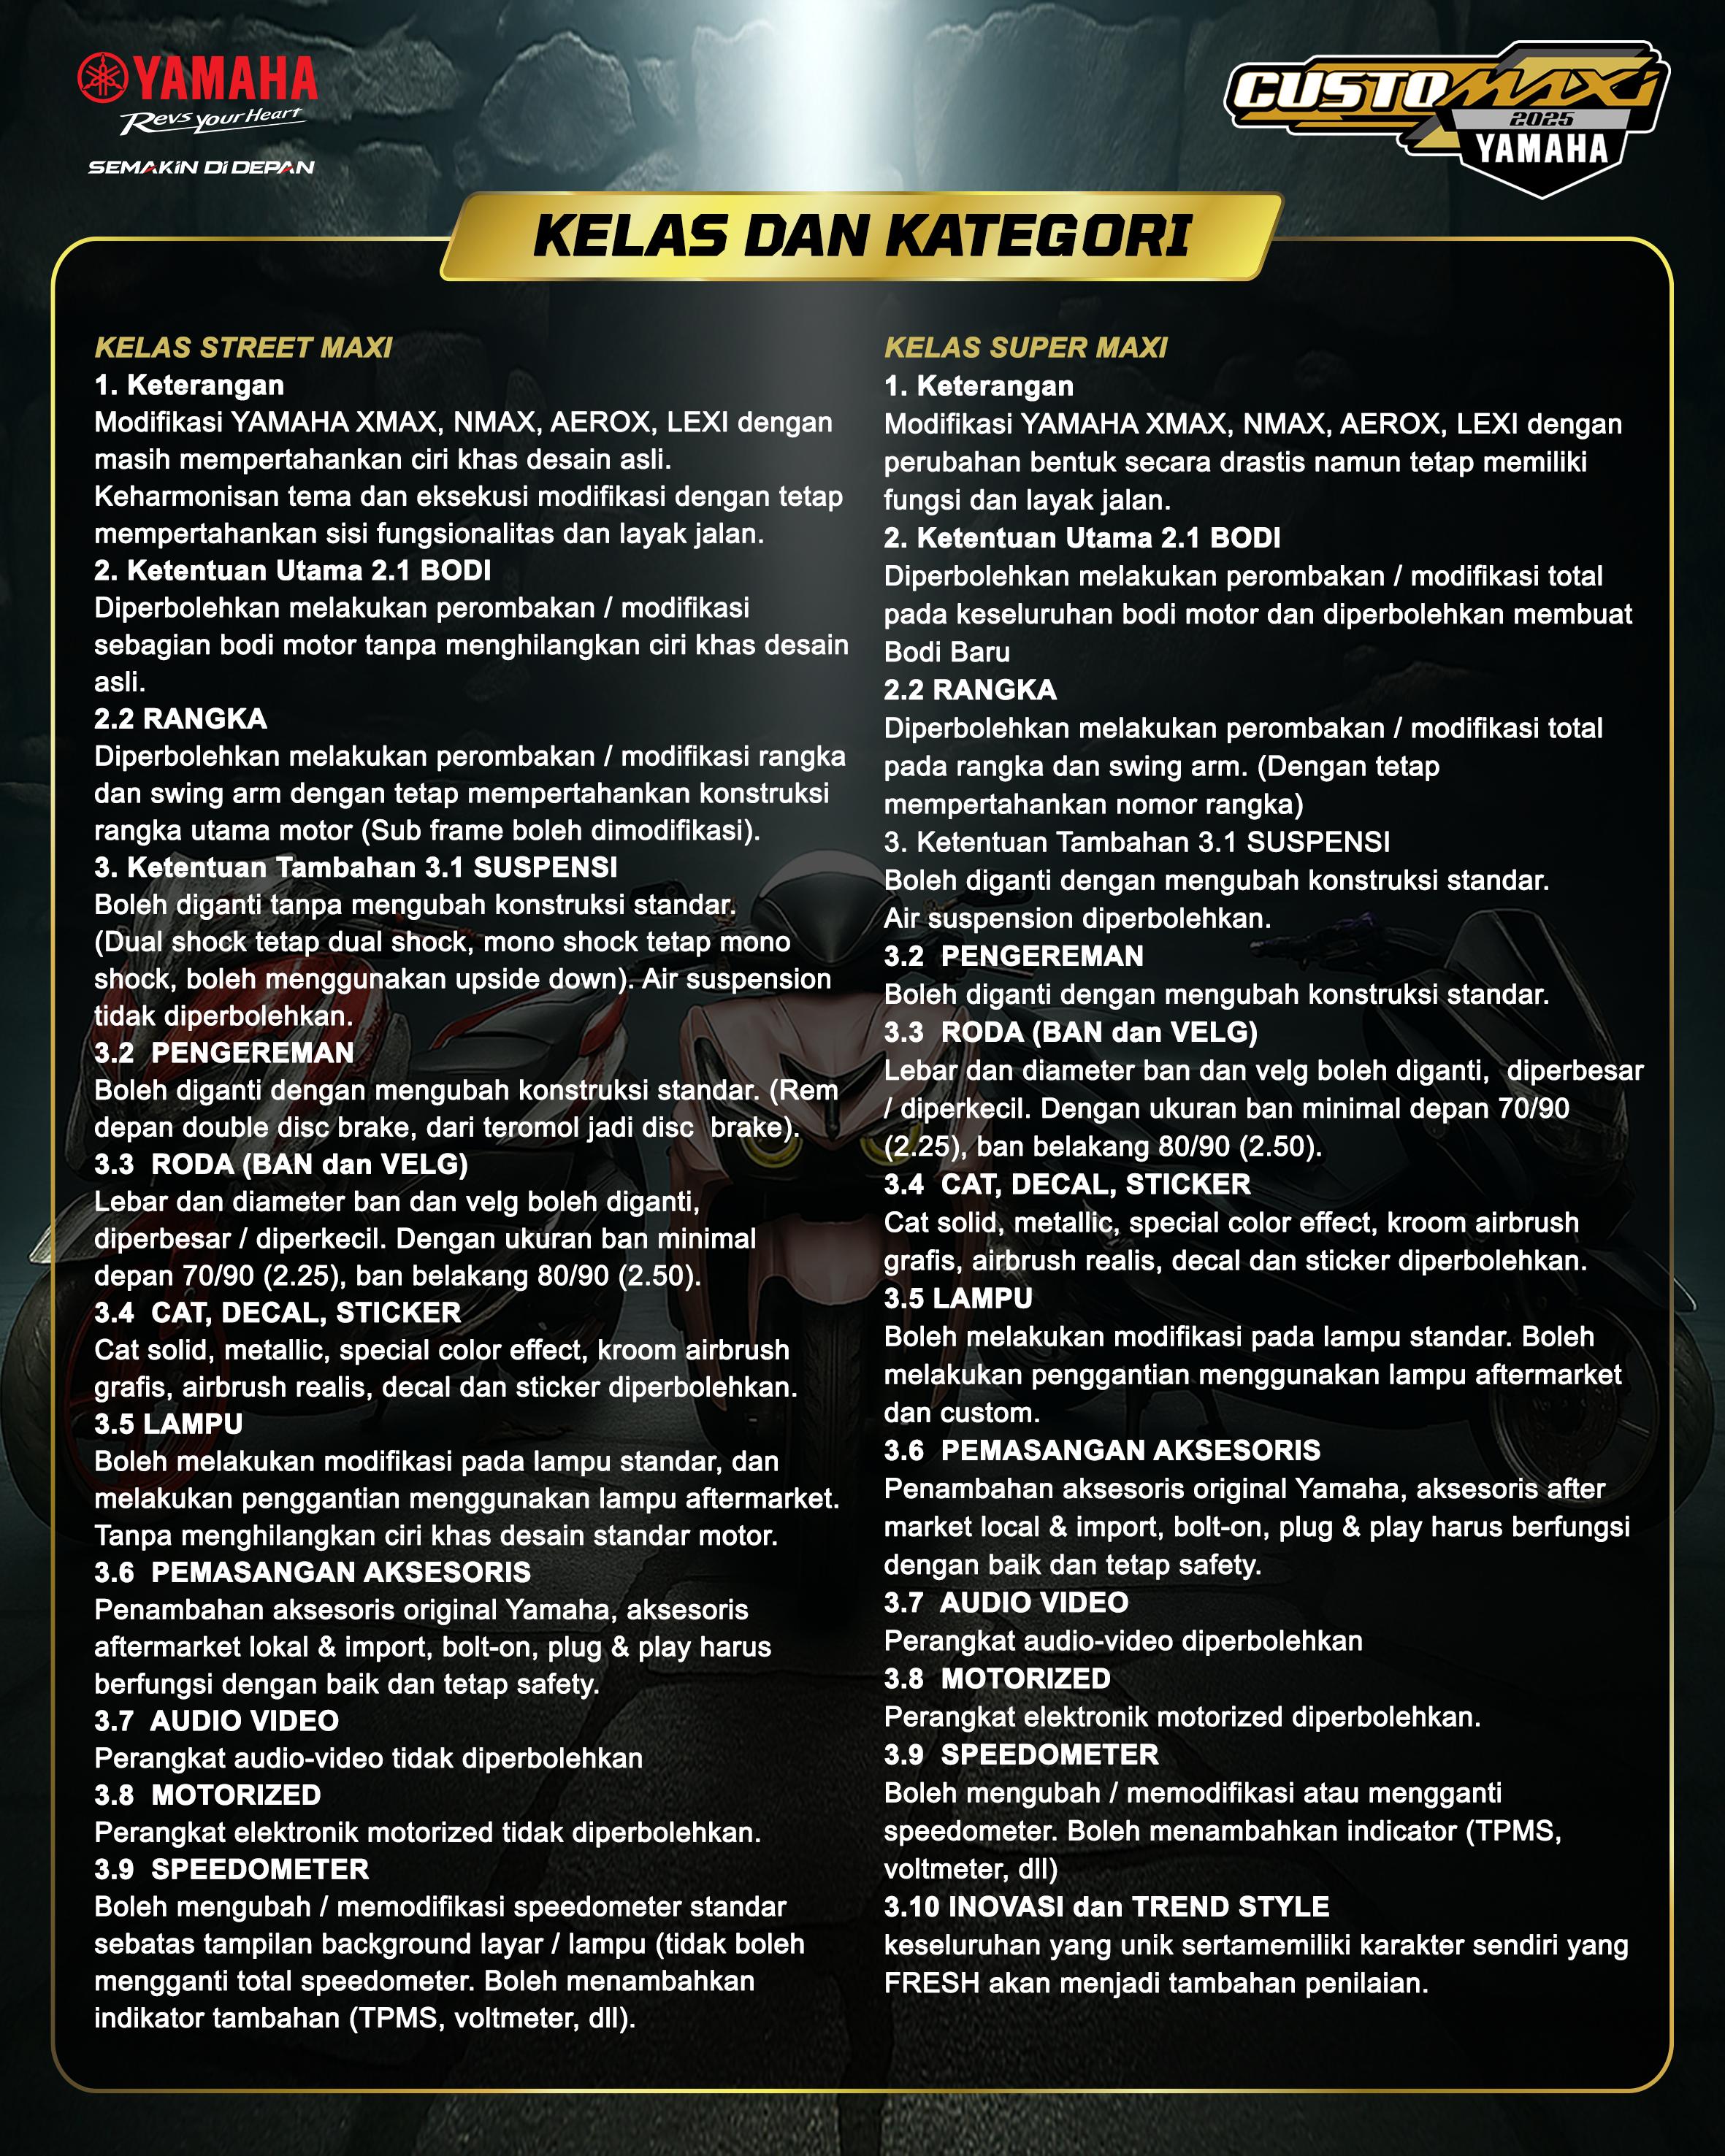 YAMAHA
Revs your Heart
SEMAKIN DI DEPAN
CUSTOMAXI
2025
YAMAHA
KELAS DAN KATEGORI
KELAS STREET MAXI
1. Keterangan
Modifikasi YAMAHA XMAX, NMAX, AEROX, LEXI dengan
masih mempertahankan ciri khas desain asli.
Keharmonisan tema dan eksekusi modifikasi dengan tetap
mempertahankan sisi fungsionalitas dan layak jalan.
2. Ketentuan Utama 2.1 BODI
Diperbolehkan melakukan perombakan / modifikasi
sebagian bodi motor tanpa menghilangkan ciri khas desain
asli.
2.2 RANGKA
Diperbolehkan melakukan perombakan / modifikasi rangka
dan swing arm dengan tetap mempertahankan konstruksi
rangka utama motor (Sub frame boleh dimodifikasi).
3. Ketentuan Tambahan 3.1 SUSPENSI
Boleh diganti tanpa mengubah konstruksi standar.
(Dual shock tetap dual shock, mono shock tetap mono
shock, boleh menggunakan upside down). Air suspension
tidak diperbolehkan.
3.2  PENGEREMAN
Boleh diganti dengan mengubah konstruksi standar. (Rem
depan double disc brake, dari teromol jadi disc  brake).
3.3  RODA (BAN dan VELG)
Lebar dan diameter ban dan velg boleh diganti,
diperbesar / diperkecil. Dengan ukuran ban minimal
depan 70/90 (2.25), ban belakang 80/90 (2.50).
3.4  CAT, DECAL, STICKER
Cat solid, metallic, special color effect, kroom airbrush
grafis, airbrush realis, decal dan sticker diperbolehkan.
3.5 LAMPU
Boleh melakukan modifikasi pada lampu standar, dan
melakukan penggantian menggunakan lampu aftermarket.
Tanpa menghilangkan ciri khas desain standar motor.
3.6  PEMASANGAN AKSESORIS
Penambahan aksesoris original Yamaha, aksesoris
aftermarket lokal & import, bolt-on, plug & play harus
berfungsi dengan baik dan tetap safety.
3.7  AUDIO VIDEO
Perangkat audio-video tidak diperbolehkan
3.8  MOTORIZED
Perangkat elektronik motorized tidak diperbolehkan.
3.9  SPEEDOMETER
Boleh mengubah / memodifikasi speedometer standar
sebatas tampilan background layar / lampu (tidak boleh
mengganti total speedometer. Boleh menambahkan
indikator tambahan (TPMS, voltmeter, dll).
KELAS SUPER MAXI
1. Keterangan
Modifikasi YAMAHA XMAX, NMAX, AEROX, LEXI dengan
perubahan bentuk secara drastis namun tetap memiliki
fungsi dan layak jalan.
2. Ketentuan Utama 2.1 BODI
Diperbolehkan melakukan perombakan / modifikasi total
pada keseluruhan bodi motor dan diperbolehkan membuat
Bodi Baru
2.2 RANGKA
Diperbolehkan melakukan perombakan / modifikasi total
pada rangka dan swing arm. (Dengan tetap
mempertahankan nomor rangka)
3. Ketentuan Tambahan 3.1 SUSPENSI
Boleh diganti dengan mengubah konstruksi standar.
Air suspension diperbolehkan.
3.2  PENGEREMAN
Boleh diganti dengan mengubah konstruksi standar.
3.3  RODA (BAN dan VELG)
Lebar dan diameter ban dan velg boleh diganti,  diperbesar
/ diperkecil. Dengan ukuran ban minimal depan 70/90
(2.25), ban belakang 80/90 (2.50).
3.4  CAT, DECAL, STICKER
Cat solid, metallic, special color effect, kroom airbrush
grafis, airbrush realis, decal dan sticker diperbolehkan.
3.5 LAMPU
Boleh melakukan modifikasi pada lampu standar. Boleh
melakukan penggantian menggunakan lampu aftermarket
dan custom.
3.6  PEMASANGAN AKSESORIS
Penambahan aksesoris original Yamaha, aksesoris after
market local & import, bolt-on, plug & play harus berfungsi
dengan baik dan tetap safety.
3.7  AUDIO VIDEO
Perangkat audio-video diperbolehkan
3.8  MOTORIZED
Perangkat elektronik motorized diperbolehkan.
3.9  SPEEDOMETER
Boleh mengubah / memodifikasi atau mengganti
speedometer. Boleh menambahkan indicator (TPMS,
voltmeter, dll)
3.10 INOVASI dan TREND STYLE
keseluruhan yang unik sertamemiliki karakter sendiri yang
FRESH akan menjadi tambahan penilaian.